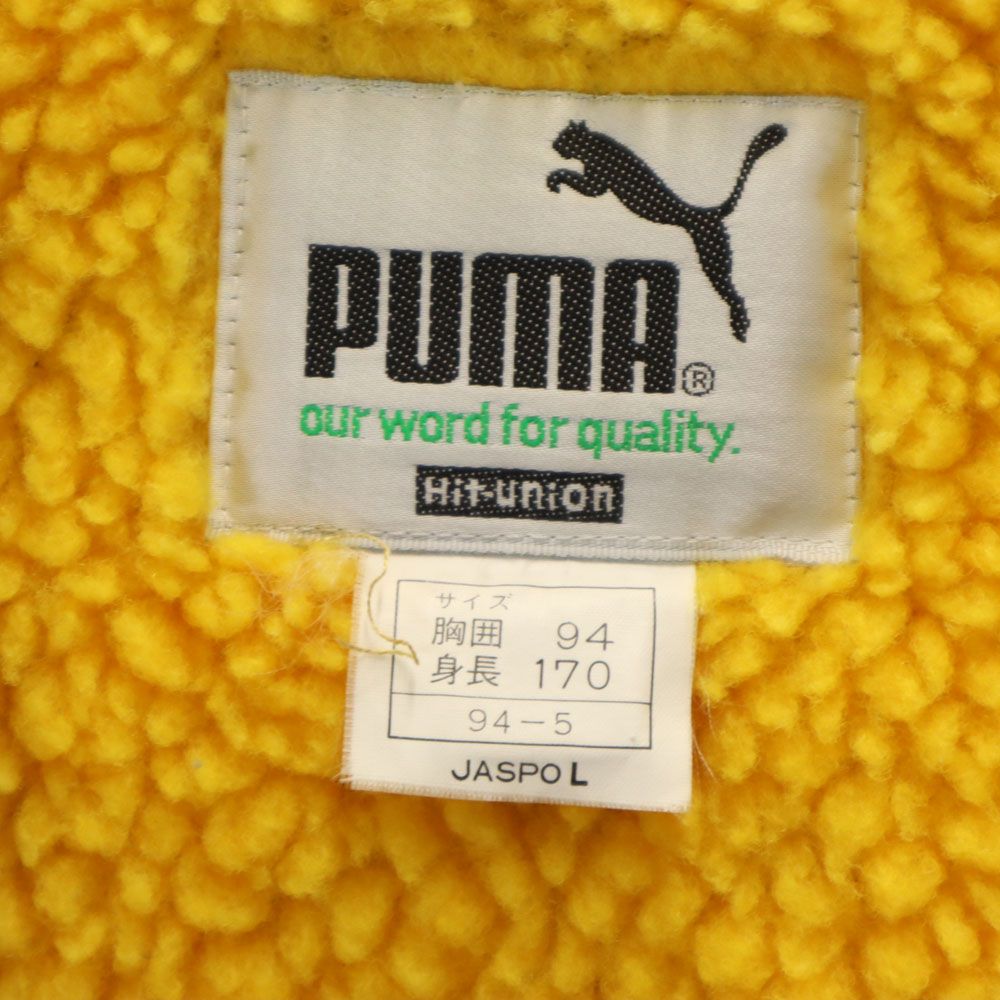 PUMA®
our word for quality.
Hit-union
サイズ
胸囲 94
身長 170
94-5
JASPO L